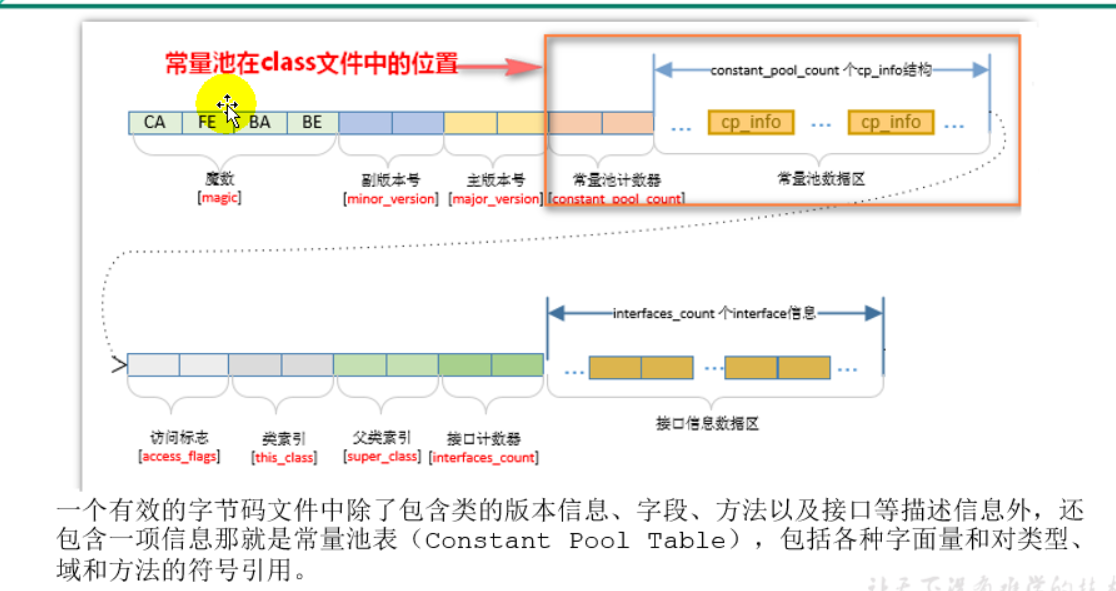 常量池在class文件中的位置
constant_pool_count 个cp_info结构
CA FE BA BE ... cp_info ... cp_info ...
魔数 副版本号 主版本号 常量池计数器 常量池数据区
[magic] [minor_version] [major_version] [constant_pool_count]
interfaces_count 个interface信息
... ... ...
访问标志 类索引 父类索引 接口计数器 接口信息数据区
[access_flags] [this_class] [super_class] [interfaces_count]
一个有效的字节码文件中除了包含类的版本信息、字段、方法以及接口等描述信息外，还
包含一项信息那就是常量池表（Constant Pool Table），包括各种字面量和对类型、
域和方法的符号引用。